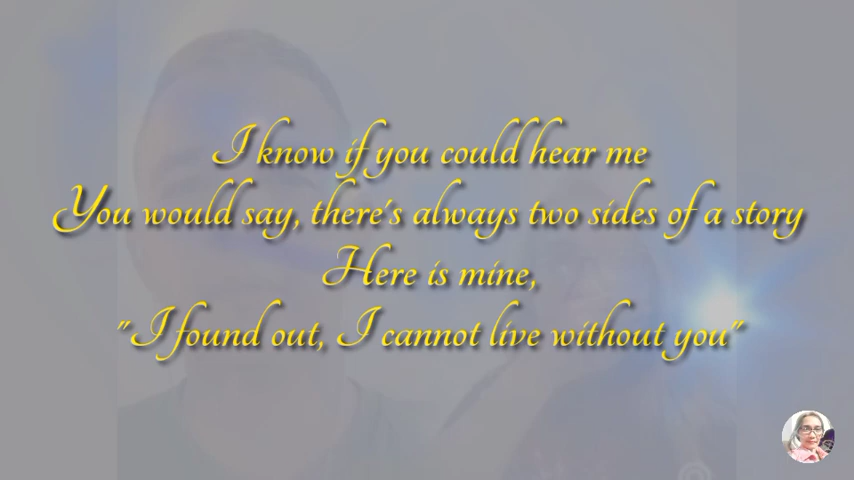 I know if you could hear me
You would say, there's always two sides of a story
Here is mine,
"I found out, I cannot live without you"